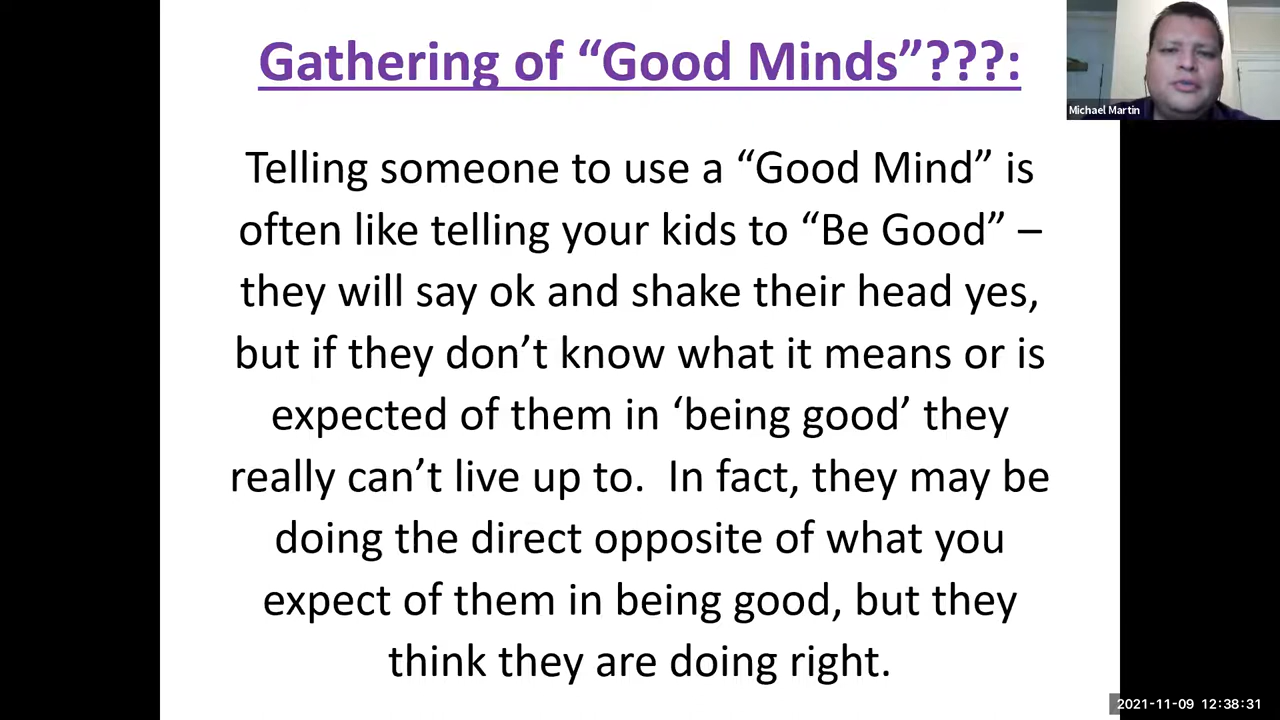 Gathering of “Good Minds”???:
Michael Martin
Telling someone to use a “Good Mind” is
often like telling your kids to “Be Good” –
they will say ok and shake their head yes,
but if they don’t know what it means or is
expected of them in ‘being good’ they
really can’t live up to.  In fact, they may be
doing the direct opposite of what you
expect of them in being good, but they
think they are doing right.
2021-11-09 12:38:31